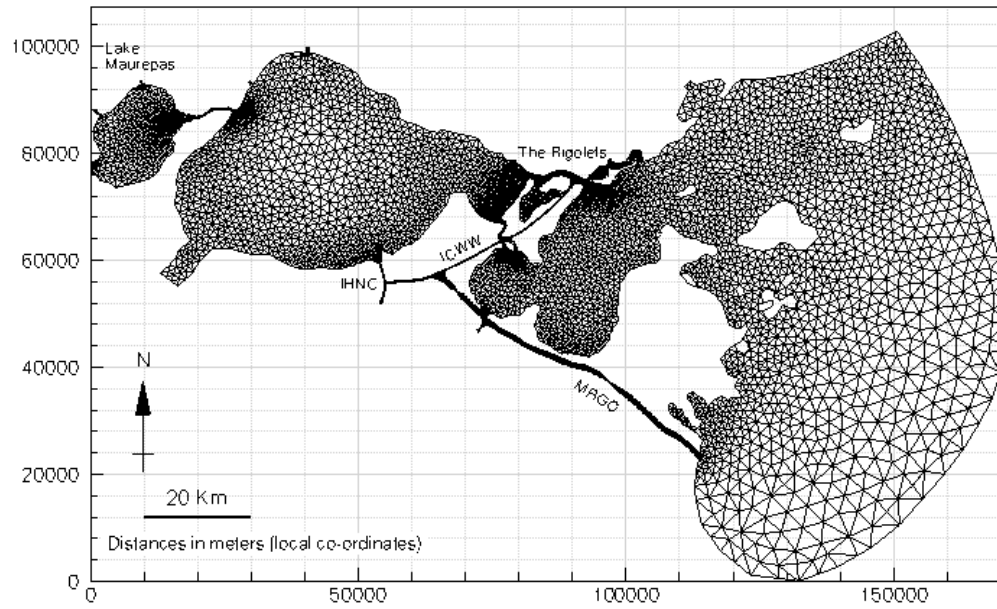 100000
80000
60000
40000
20000
0
Lake
Maurepas
The Rigolets
ICWW
IHNC
MRGO
N
20 Km
Distances in meters (local co-ordinates)
0
50000
100000
150000